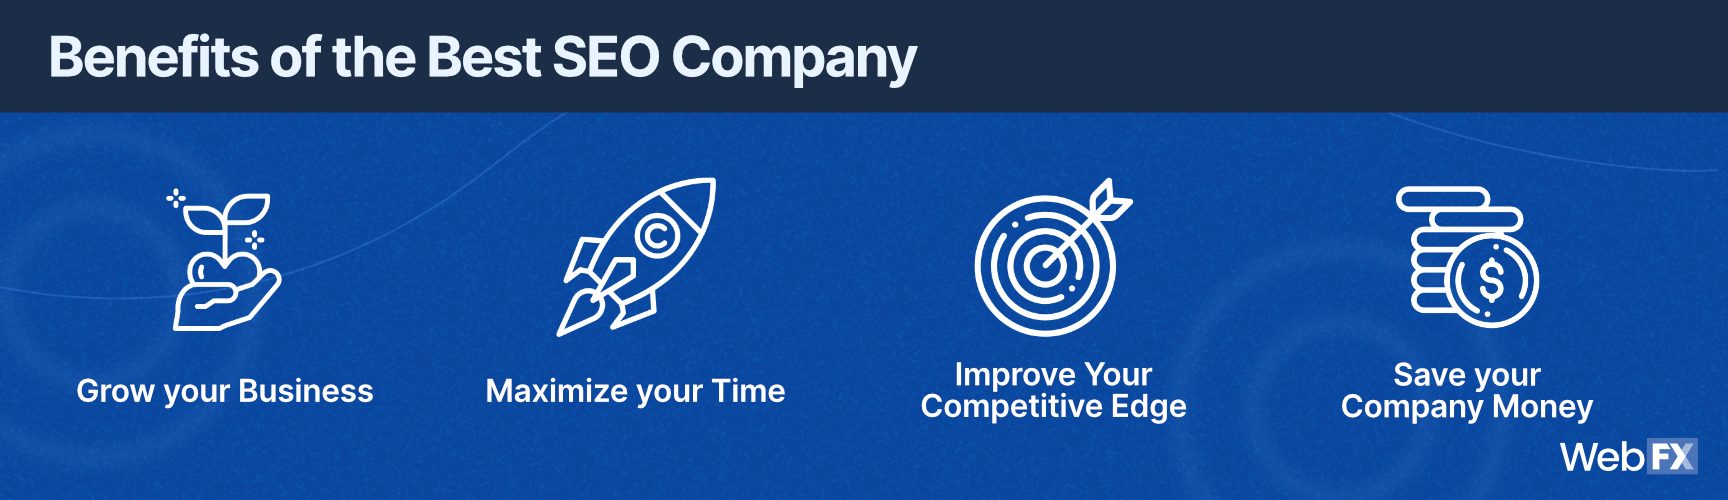 Benefits of the Best SEO Company
©
Grow your Business
Maximize your Time
Improve Your
Competitive Edge
$
Save your
Company Money
WebFX